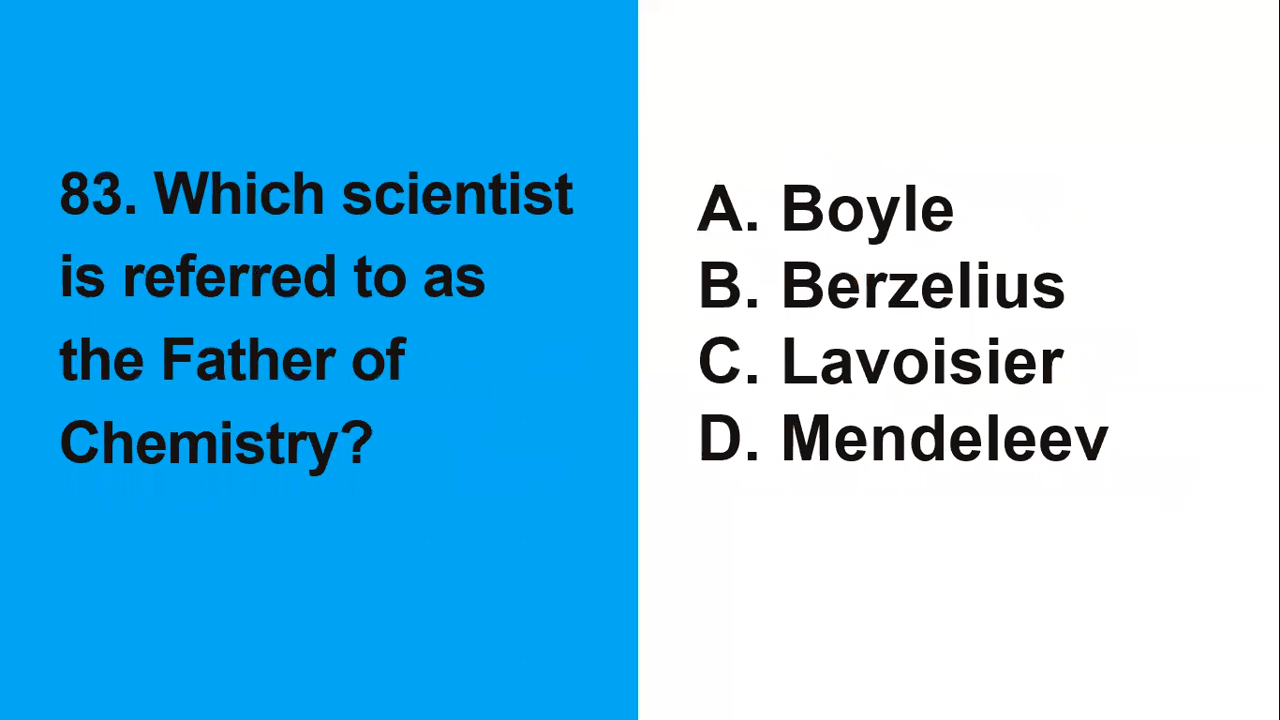 83. Which scientist
is referred to as
the Father of
Chemistry?
A. Boyle
B. Berzelius
C. Lavoisier
D. Mendeleev